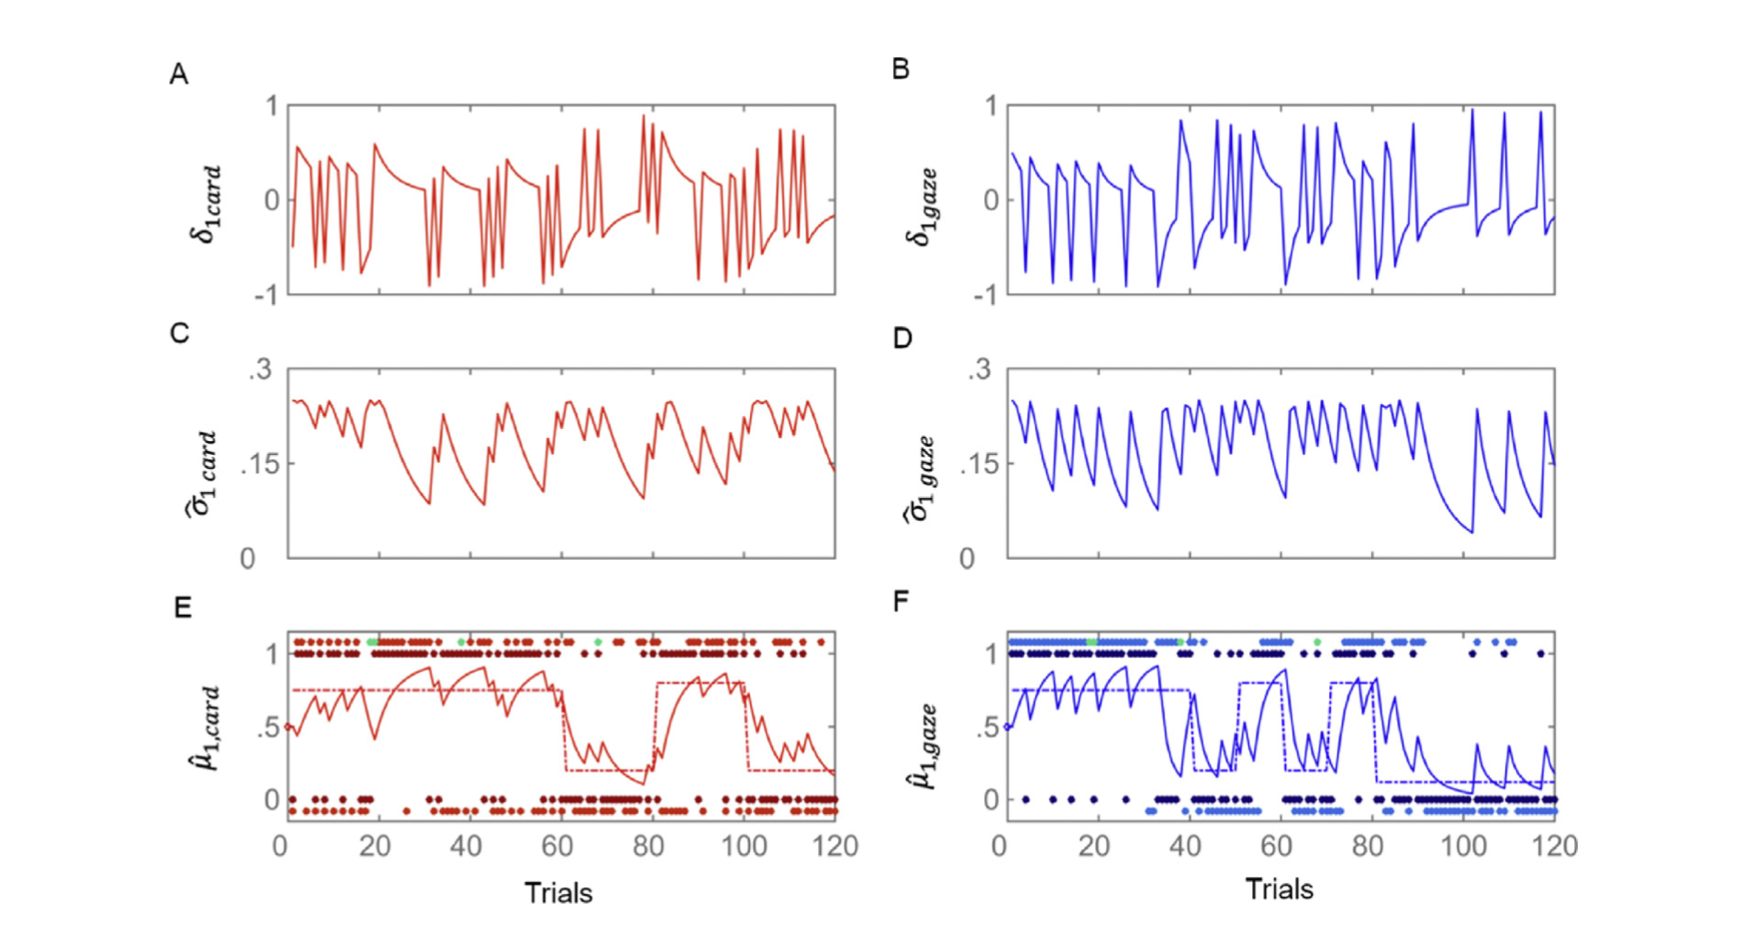 A
B
1
0
-1
δ1card
1
0
-1
δ1gaze
C
D
.3
.15
0
σ̂1 card
.3
.15
0
σ̂1 gaze
E
F
1
.5
0
μ̂1,card
1
.5
0
μ̂1,gaze
0 20 40 60 80 100 120
0 20 40 60 80 100 120
Trials
Trials